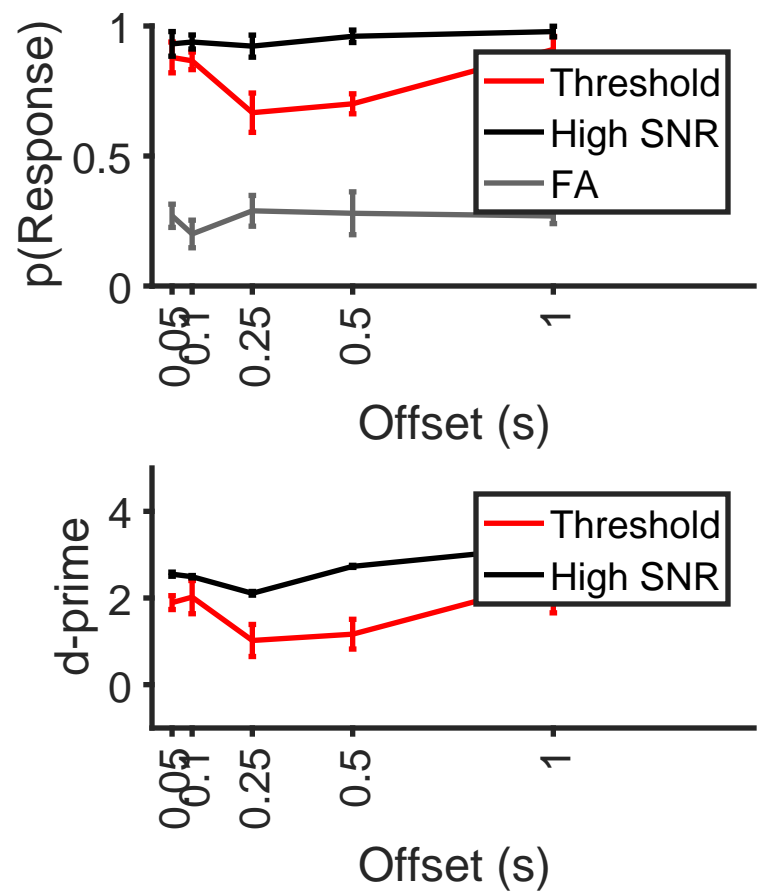 p(Response)
1
0.5
0
Threshold
High SNR
FA
0.05
0.1
0.25
0.5
1
Offset (s)
d-prime
4
2
0
Threshold
High SNR
0.05
0.1
0.25
0.5
1
Offset (s)